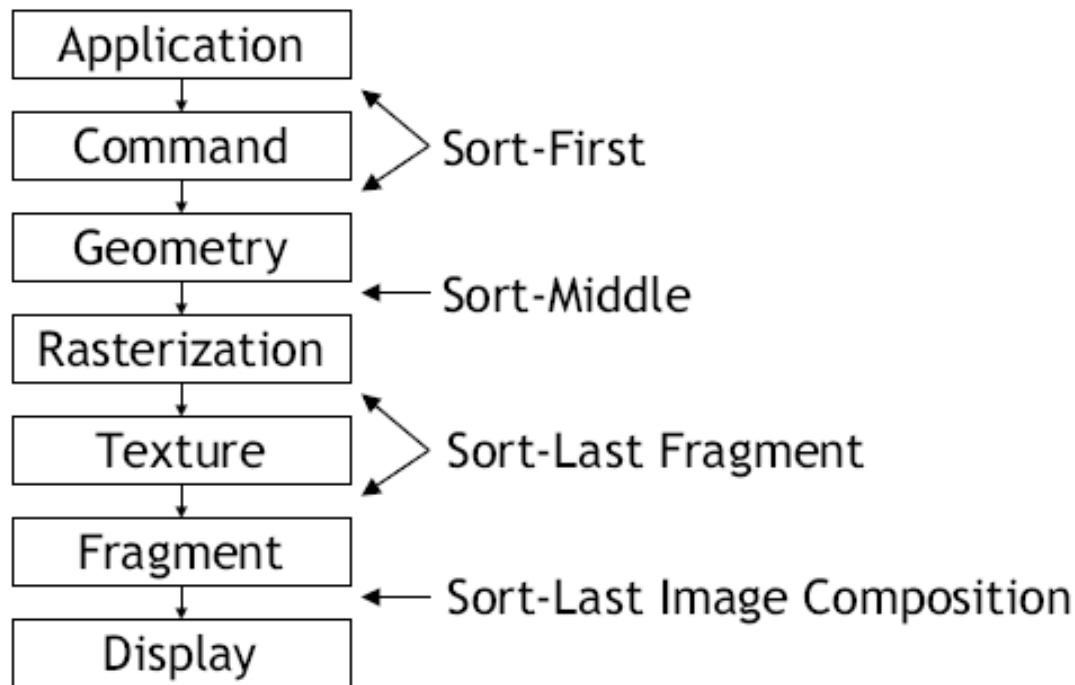 Application
Command
Sort-First
Geometry
Sort-Middle
Rasterization
Texture
Sort-Last Fragment
Fragment
Sort-Last Image Composition
Display